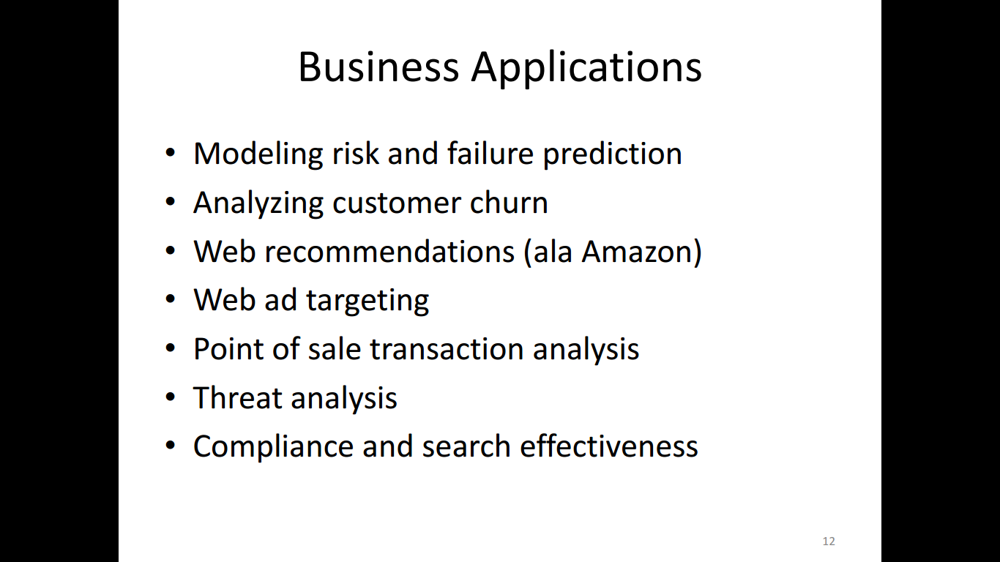 Business Applications
• Modeling risk and failure prediction
• Analyzing customer churn
• Web recommendations (ala Amazon)
• Web ad targeting
• Point of sale transaction analysis
• Threat analysis
• Compliance and search effectiveness
12